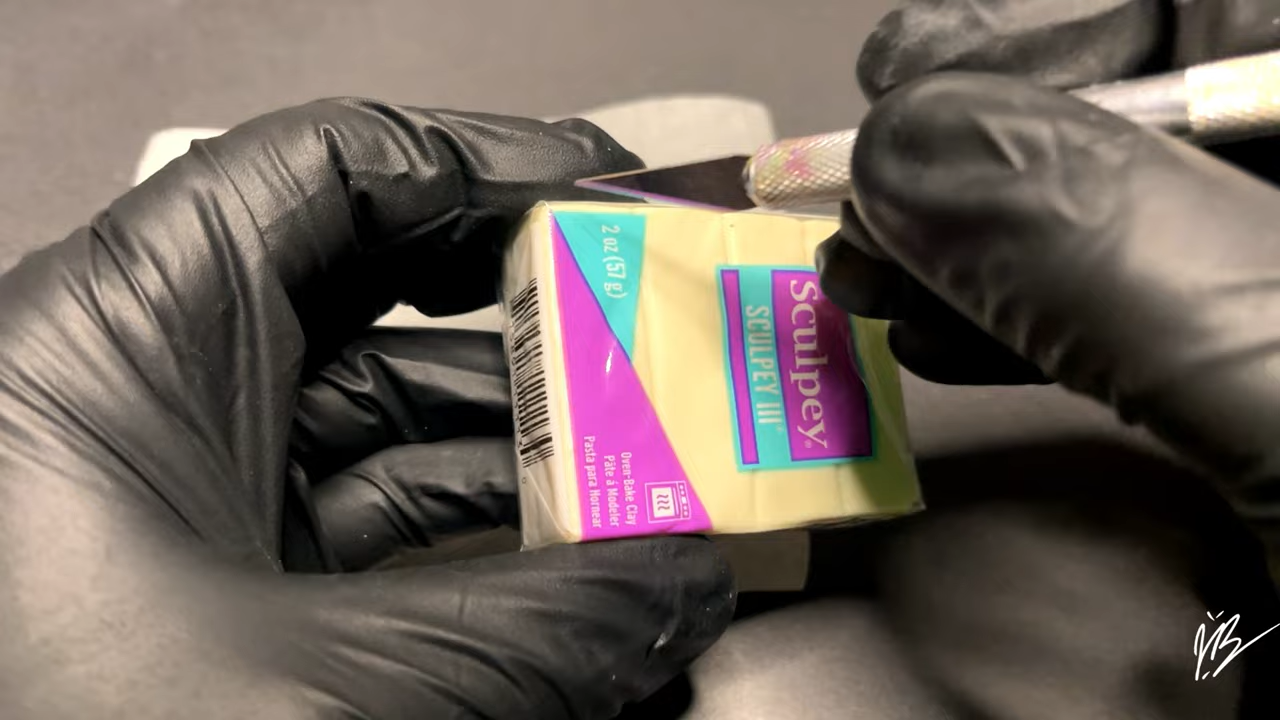 2 oz (57 g)
Sculpey®
SCULPEY III
Oven-Bake Clay
Pâte á Modeler
Pasta para Hornear